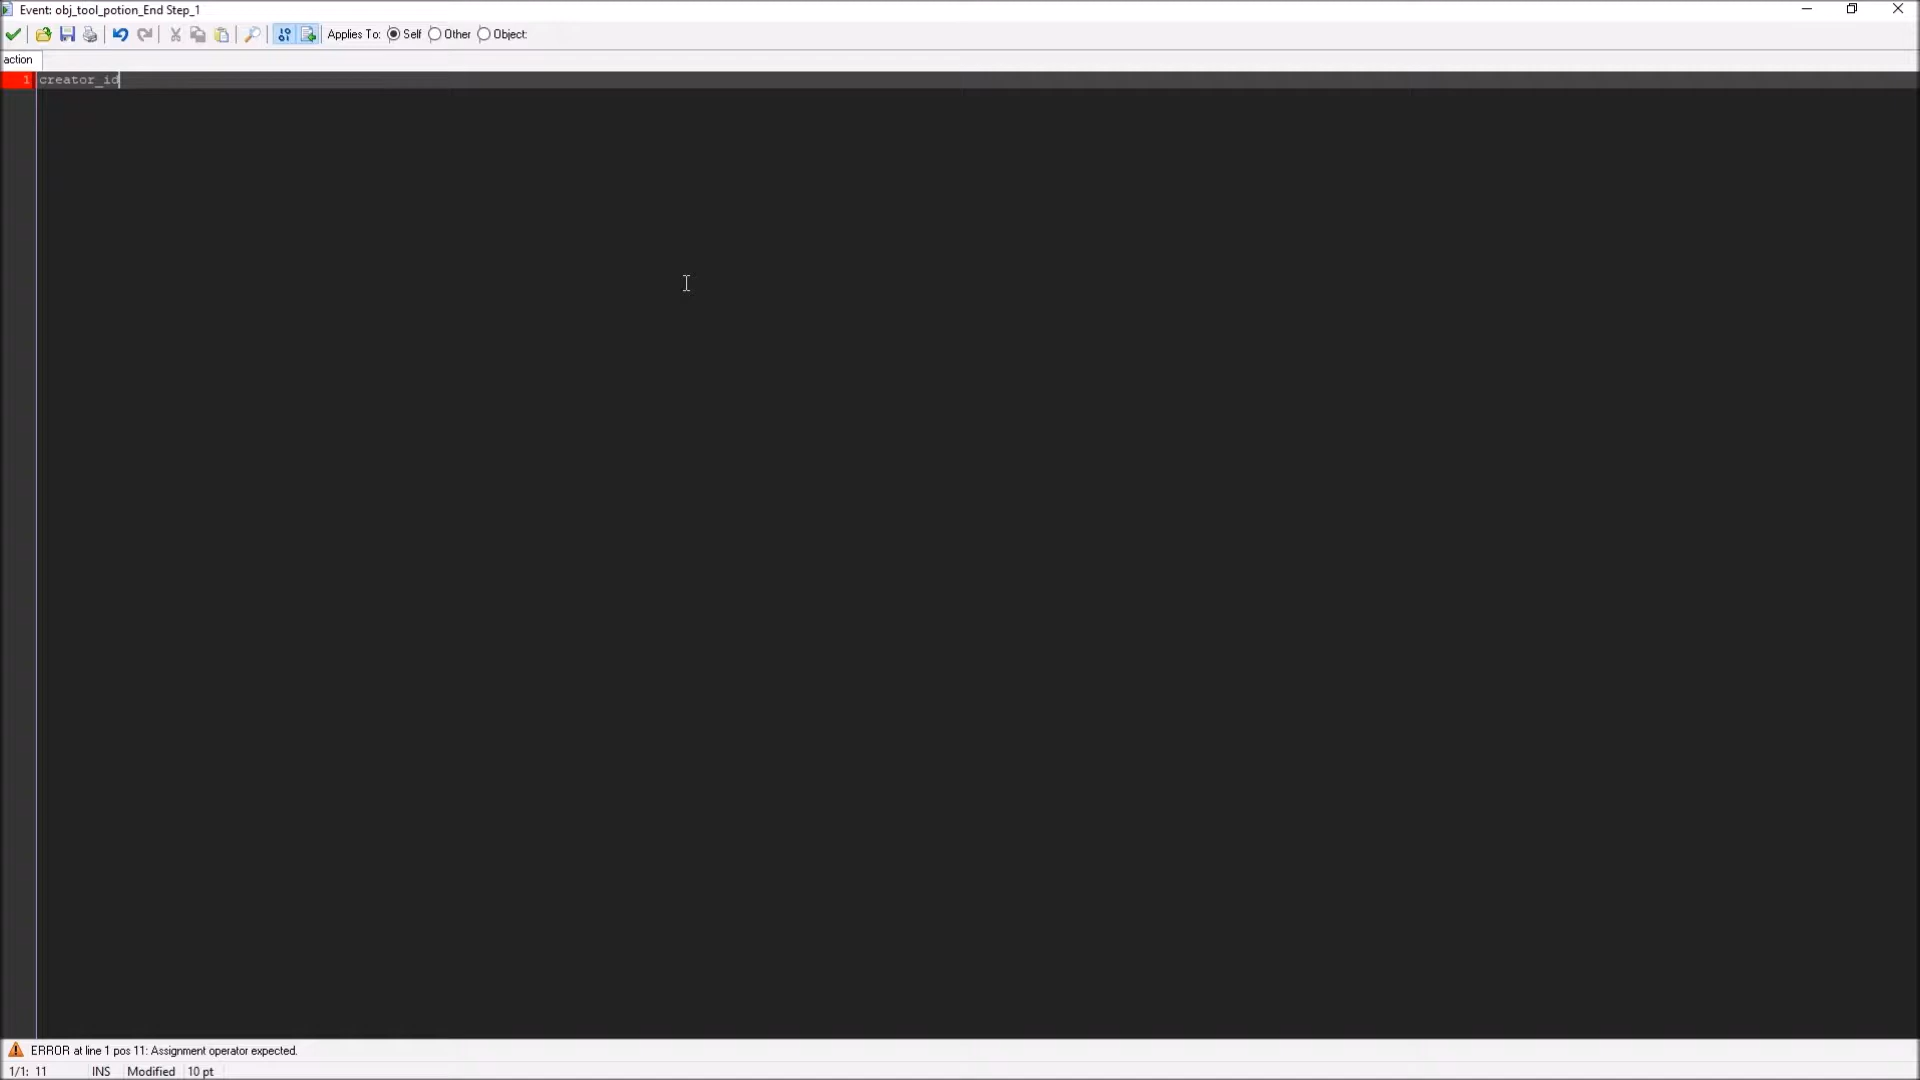 Event: obj_tool_potion_End Step_1
Applies To: Self Other Object:
action
1 creator_id
ERROR at line 1 pos 11: Assignment operator expected.
1/1: 11 INS Modified 10 pt